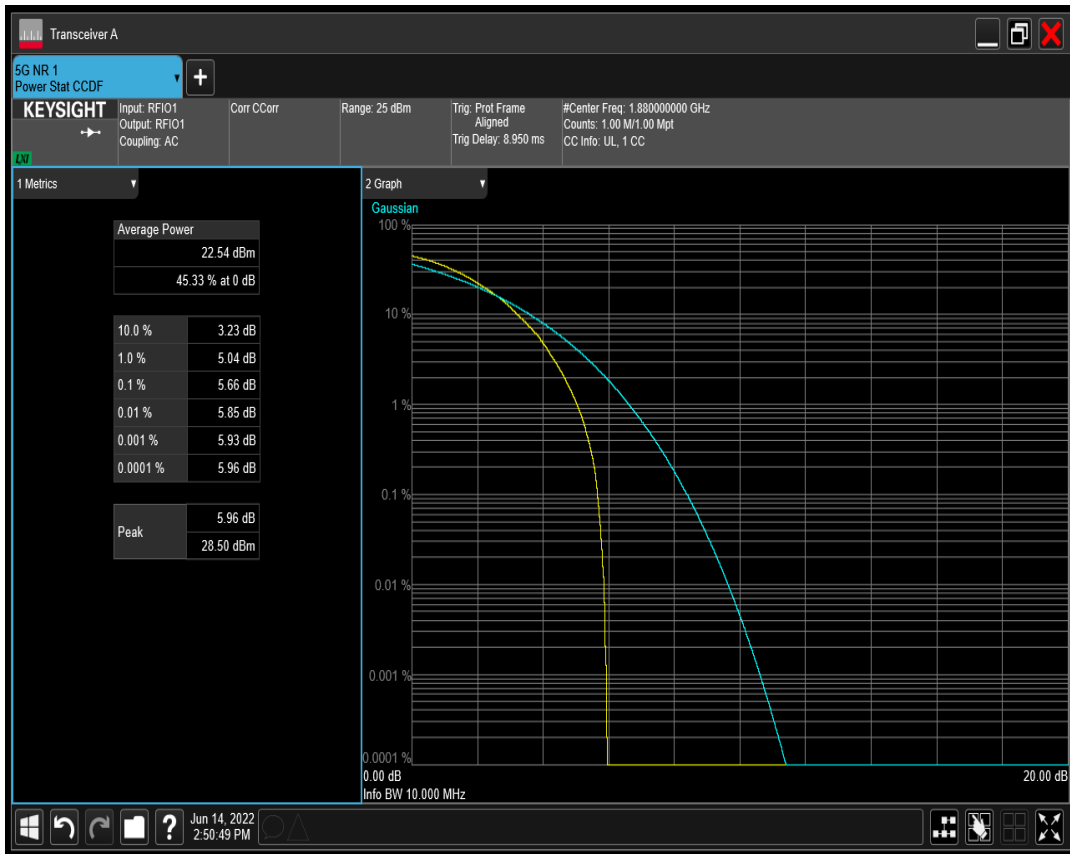 Transceiver A
5G NR 1
Power Stat CCDF
+
KEYSIGHT
LXI
Input: RFIO1
Output: RFIO1
Coupling: AC
Corr CCorr
Range: 25 dBm
Trig: Prot Frame
Aligned
Trig Delay: 8.950 ms
#Center Freq: 1.880000000 GHz
Counts: 1.00 M/1.00 Mpt
CC Info: UL, 1 CC
1 Metrics
Average Power
22.54 dBm
45.33 % at 0 dB
10.0 % 3.23 dB
1.0 % 5.04 dB
0.1 % 5.66 dB
0.01 % 5.85 dB
0.001 % 5.93 dB
0.0001 % 5.96 dB
Peak
5.96 dB
28.50 dBm
2 Graph
Gaussian
100 %
10 %
1 %
0.1 %
0.01 %
0.001 %
0.0001 %
0.00 dB 20.00 dB
Info BW 10.000 MHz
?
Jun 14, 2022
2:50:49 PM